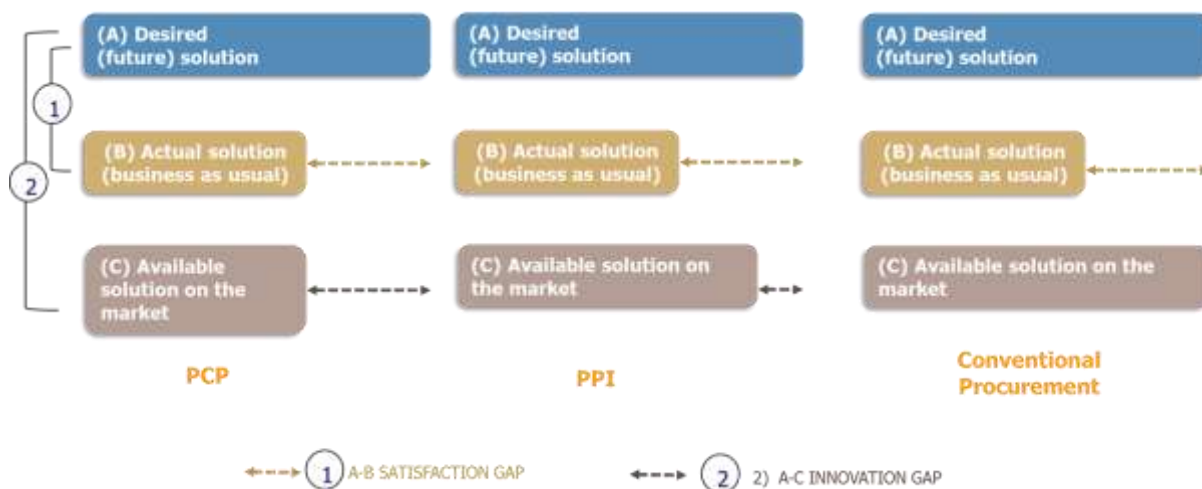 (A) Desired
(future) solution
(A) Desired
(future) solution
(A) Desired
(future) solution
1
(B) Actual solution
(business as usual)
(B) Actual solution
(business as usual)
(B) Actual solution
(business as usual)
2
(C) Available
solution on the
market
(C) Available solution on
the market
(C) Available solution on the
market
PCP
PPI
Conventional
Procurement
1 A-B SATISFACTION GAP
2 2) A-C INNOVATION GAP